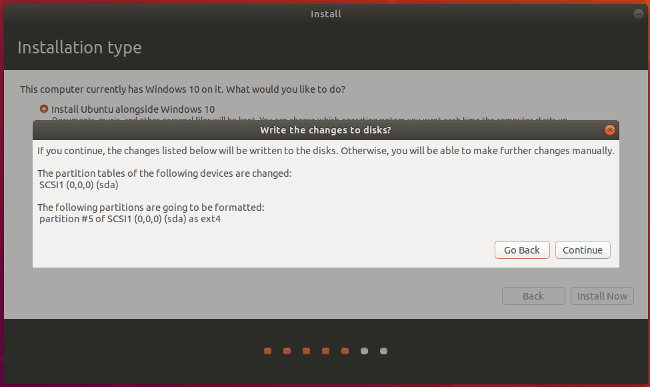 Install
Installation type
This computer currently has Windows 10 on it. What would you like to do?
Install Ubuntu alongside Windows 10
Write the changes to disks?
If you continue, the changes listed below will be written to the disks. Otherwise, you will be able to make further changes manually.
The partition tables of the following devices are changed:
SCSI1 (0,0,0) (sda)
The following partitions are going to be formatted:
partition #5 of SCSI1 (0,0,0) (sda) as ext4
Go Back
Continue
Back
Install Now